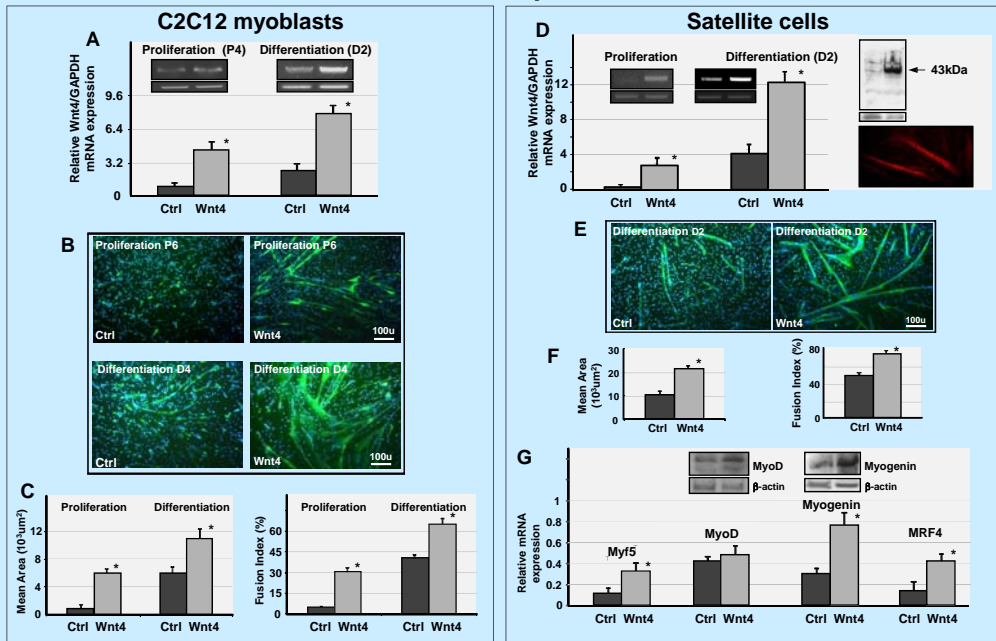 C2C12 myoblasts
A
Proliferation (P4)
Differentiation (D2)
Relative Wnt4/GAPDH
mRNA expression
9.6
6.4
3.2
0
*
*
Ctrl Wnt4
Ctrl Wnt4
B
Proliferation P6
Ctrl
Proliferation P6
Wnt4
100u
Differentiation D4
Ctrl
Differentiation D4
Wnt4
100u
C
Proliferation
Differentiation
Mean Area (10³um²)
12
8
4
0
*
*
Ctrl Wnt4
Ctrl Wnt4
Proliferation
Differentiation
Fusion Index (%)
60
45
30
15
0
*
*
Ctrl Wnt4
Ctrl Wnt4
Satellite cells
D
Proliferation
Differentiation (D2)
Relative Wnt4/GAPDH
mRNA expression
12
8
4
0
*
*
Ctrl Wnt4
Ctrl Wnt4
43kDa
E
Differentiation D2
Ctrl
Differentiation D2
Wnt4
100u
F
Mean Area
(10³um²)
30
20
10
0
*
Ctrl Wnt4
Fusion Index (%)
80
40
0
*
Ctrl Wnt4
G
MyoD
β-actin
Myogenin
β-actin
Relative mRNA
expression
1
0.8
0.6
0.4
0.2
0
Myf5
*
MyoD
Myogenin
*
MRF4
*
Ctrl Wnt4
Ctrl Wnt4
Ctrl Wnt4
Ctrl Wnt4